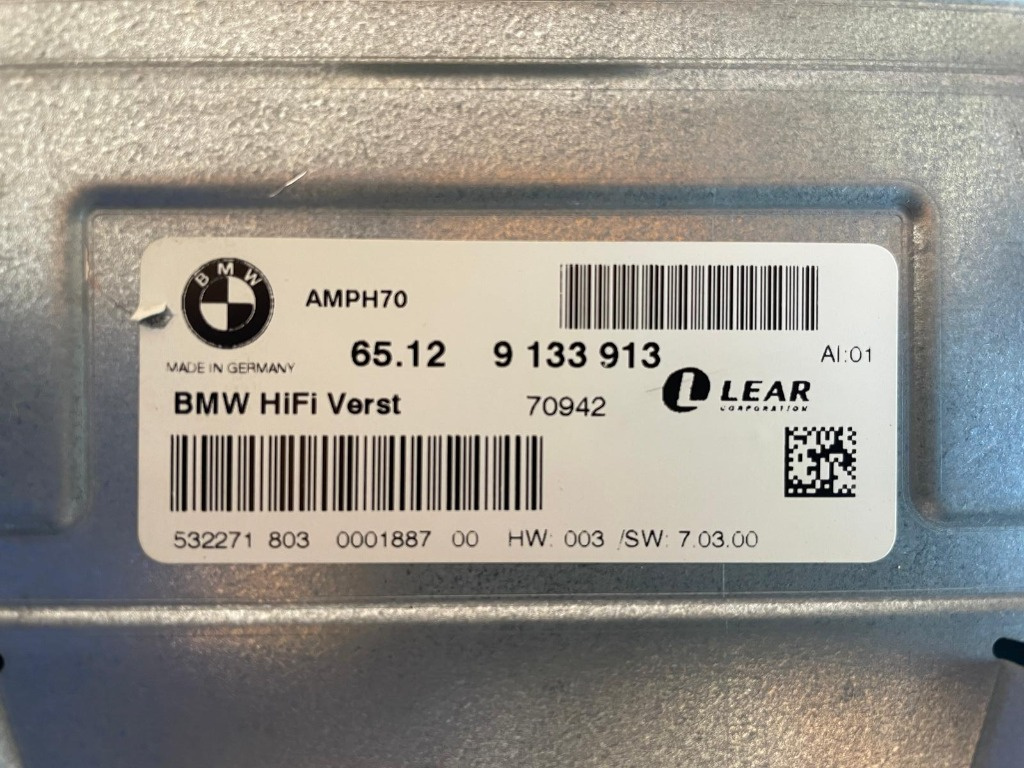 BMW
AMPH70
MADE IN GERMANY
65.12 9 133 913
AI:01
BMW HiFi Verst
70942
LEAR
CORPORATION
532271 803 0001887 00 HW: 003 /SW: 7.03.00